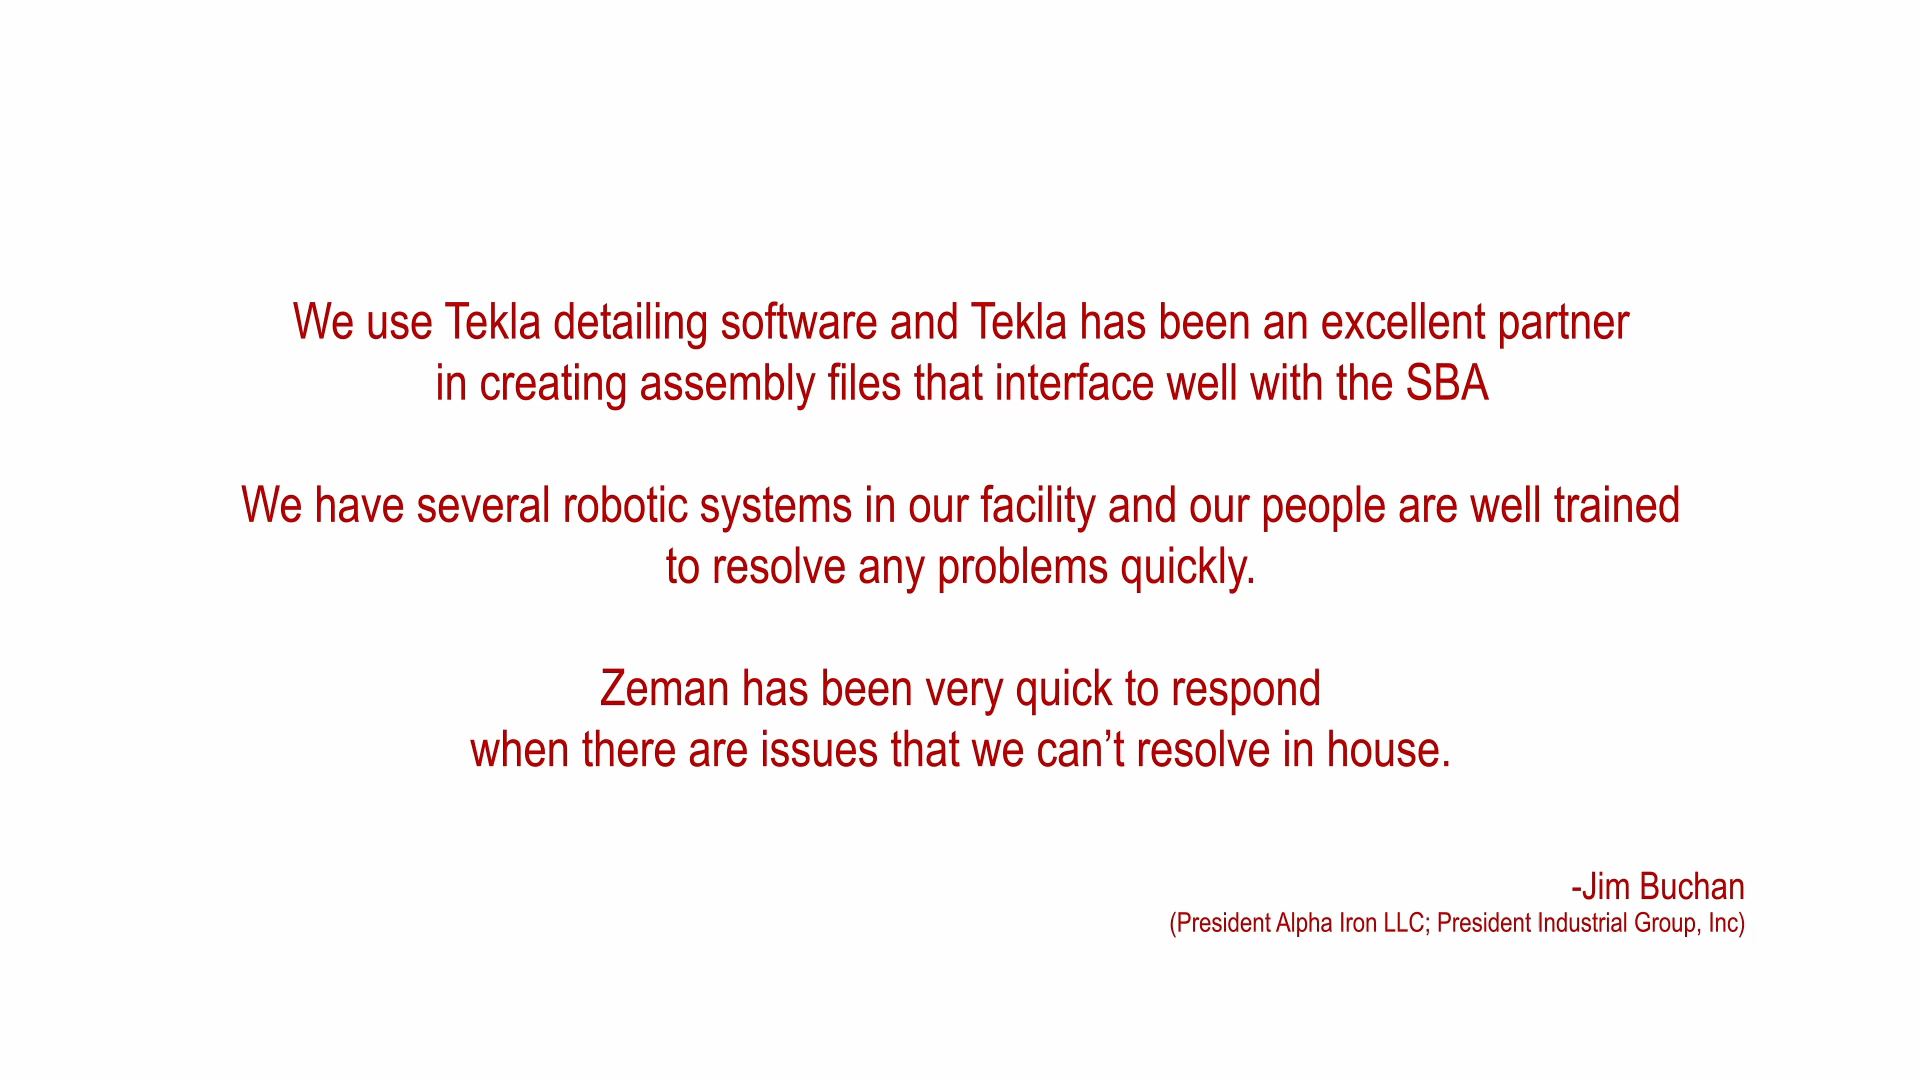 We use Tekla detailing software and Tekla has been an excellent partner
in creating assembly files that interface well with the SBA
We have several robotic systems in our facility and our people are well trained
to resolve any problems quickly.
Zeman has been very quick to respond
when there are issues that we can’t resolve in house.
-Jim Buchan
(President Alpha Iron LLC; President Industrial Group, Inc)